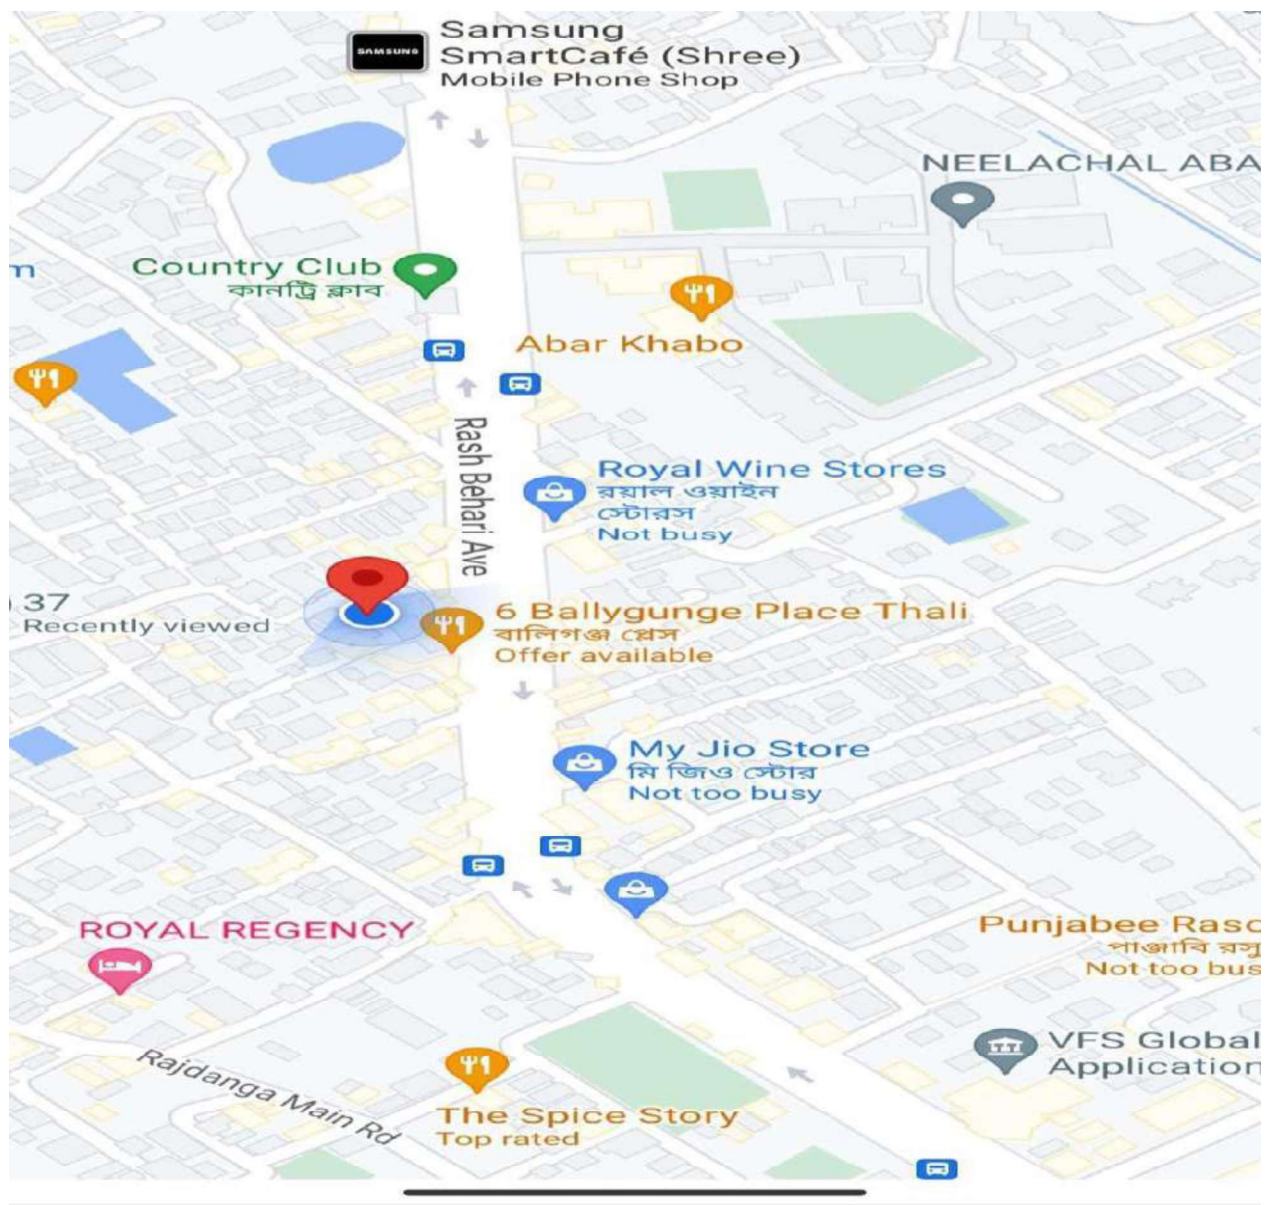 Samsung
SAMSUNG
SmartCafé (Shree)
Mobile Phone Shop
NEELACHAL ABA
m
Country Club
কানট্রি ক্লাব
Abar Khabo
Rash Behari Ave
Royal Wine Stores
রয়াল ওয়াইন
স্টোরস
Not busy
37
Recently viewed
6 Ballygunge Place Thali
বালিগঞ্জ প্লেস
Offer available
My Jio Store
মি জিও স্টোর
Not too busy
ROYAL REGENCY
Punjabee Raso
পাঞ্জাবি রসু
Not too bus
VFS Global
Application
Rajdanga Main Rd
The Spice Story
Top rated